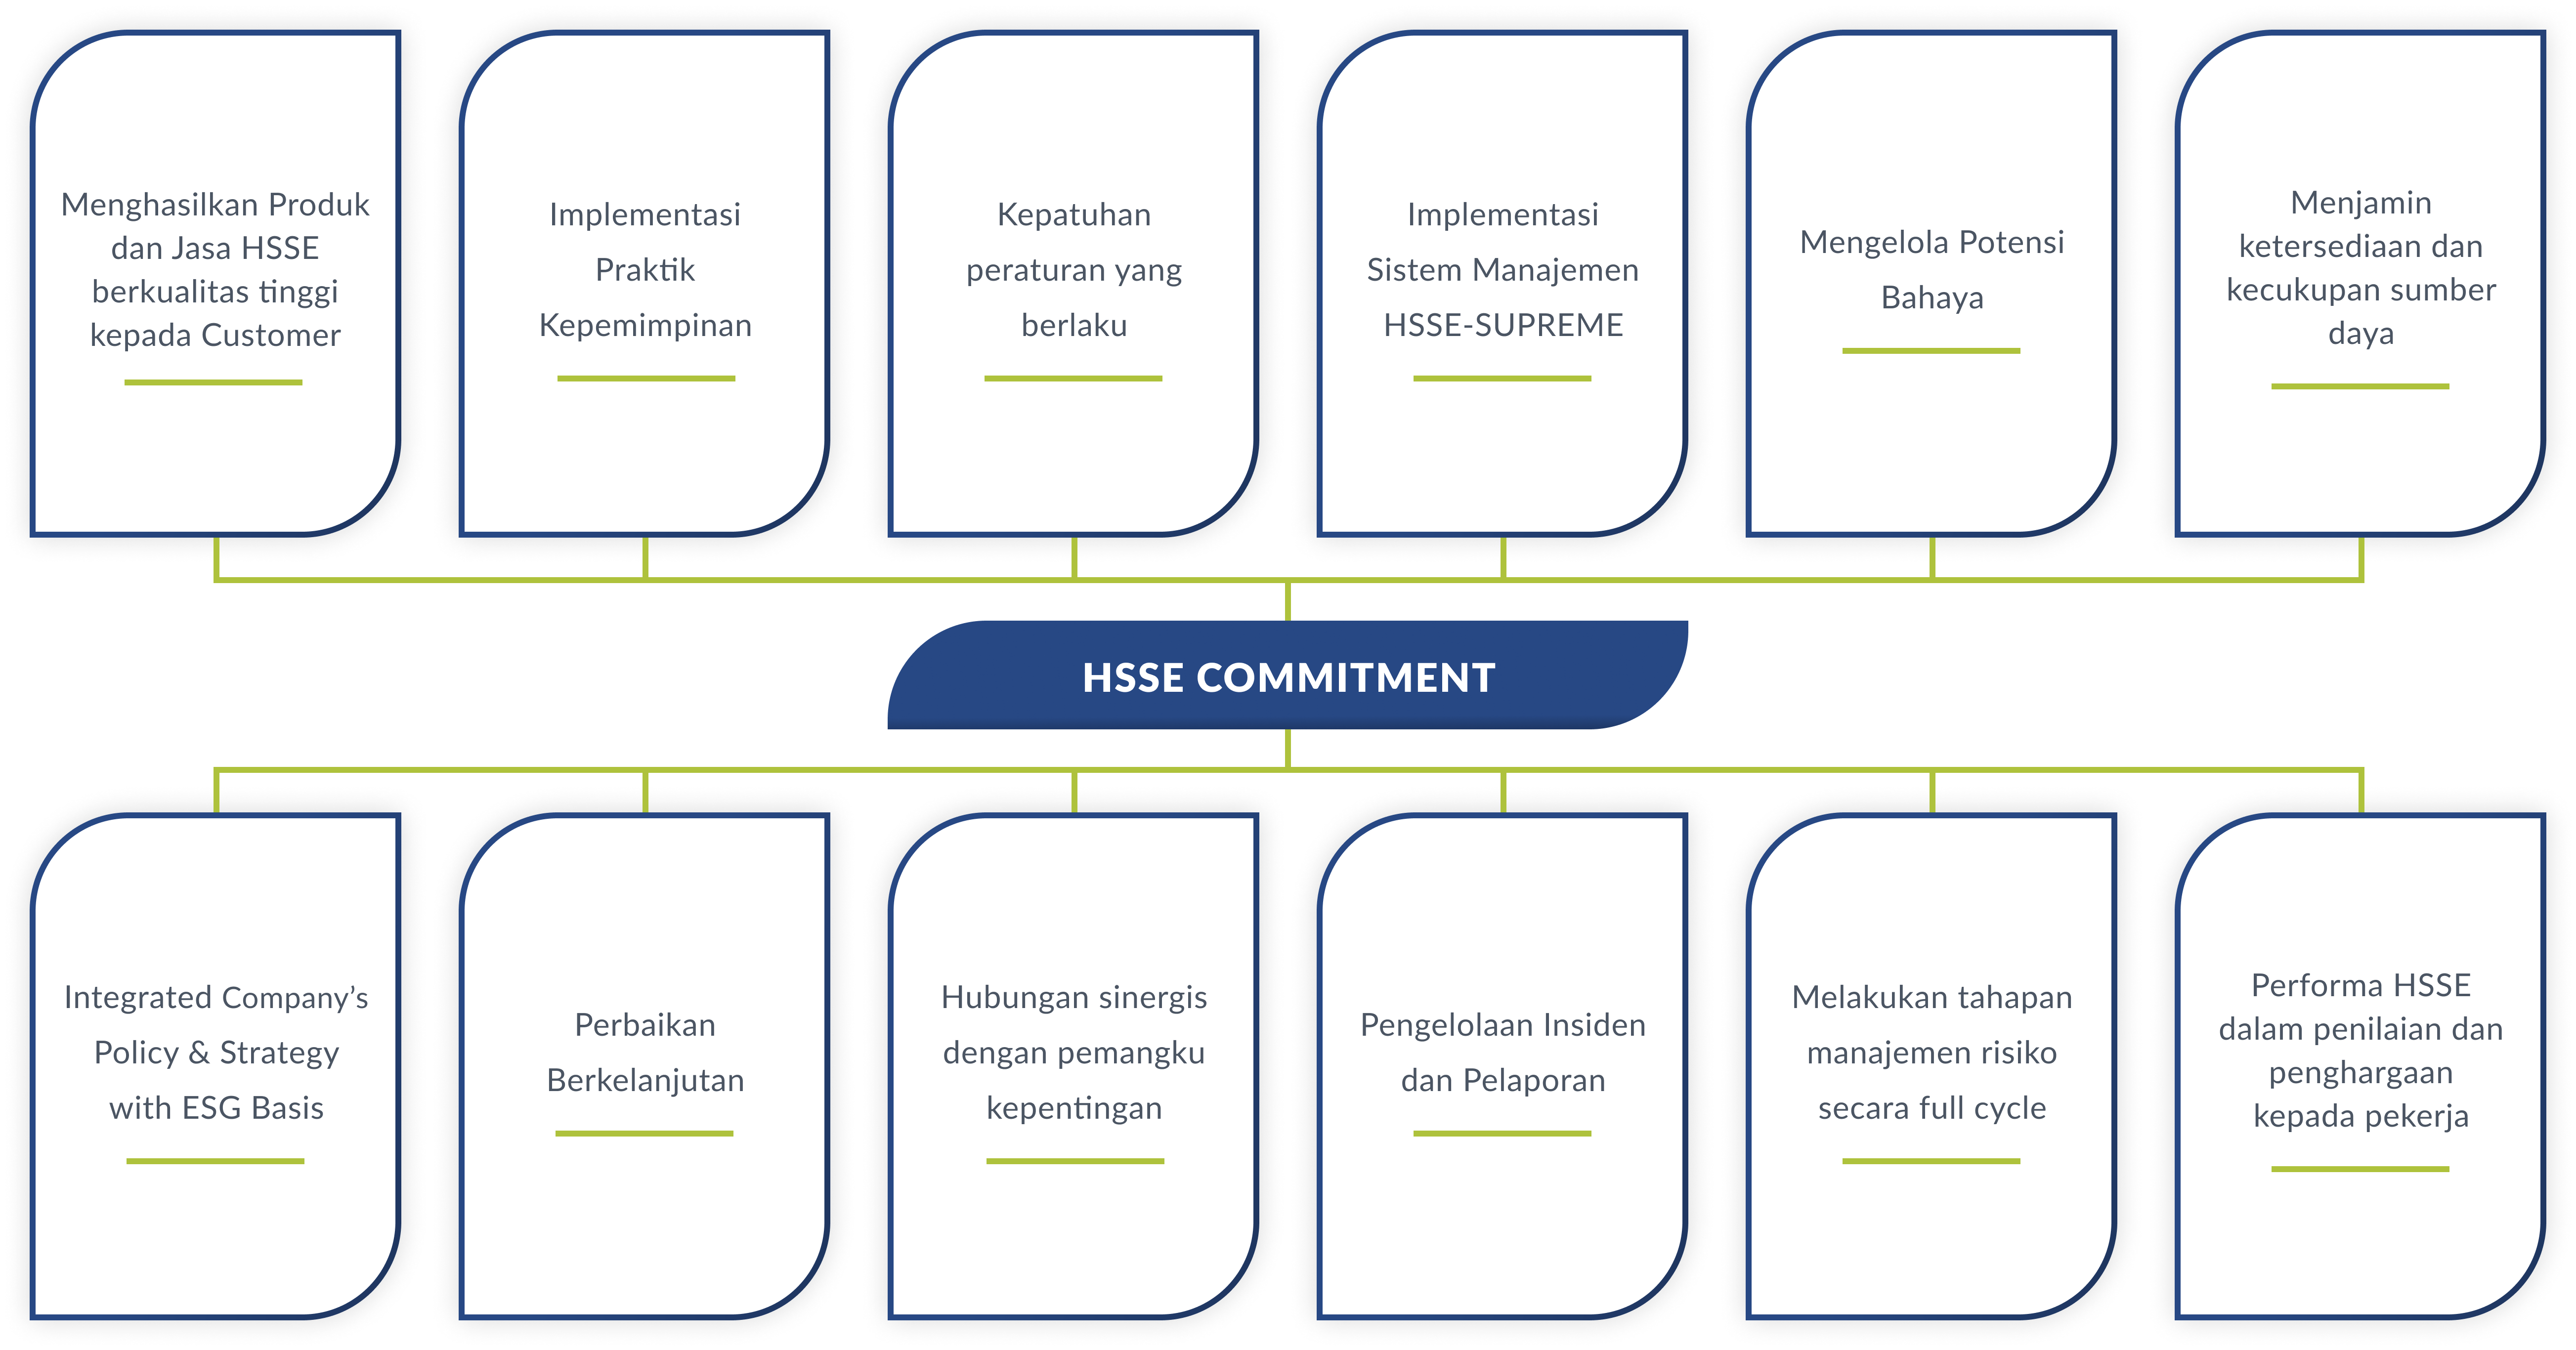 Menghasilkan Produk
dan Jasa HSSE
berkualitas tinggi
kepada Customer
Implementasi
Praktik
Kepemimpinan
Kepatuhan
peraturan yang
berlaku
Implementasi
Sistem Manajemen
HSSE-SUPREME
Mengelola Potensi
Bahaya
Menjamin
ketersediaan dan
kecukupan sumber
daya
HSSE COMMITMENT
Integrated Company’s
Policy & Strategy
with ESG Basis
Perbaikan
Berkelanjutan
Hubungan sinergis
dengan pemangku
kepentingan
Pengelolaan Insiden
dan Pelaporan
Melakukan tahapan
manajemen risiko
secara full cycle
Performa HSSE
dalam penilaian dan
penghargaan
kepada pekerja